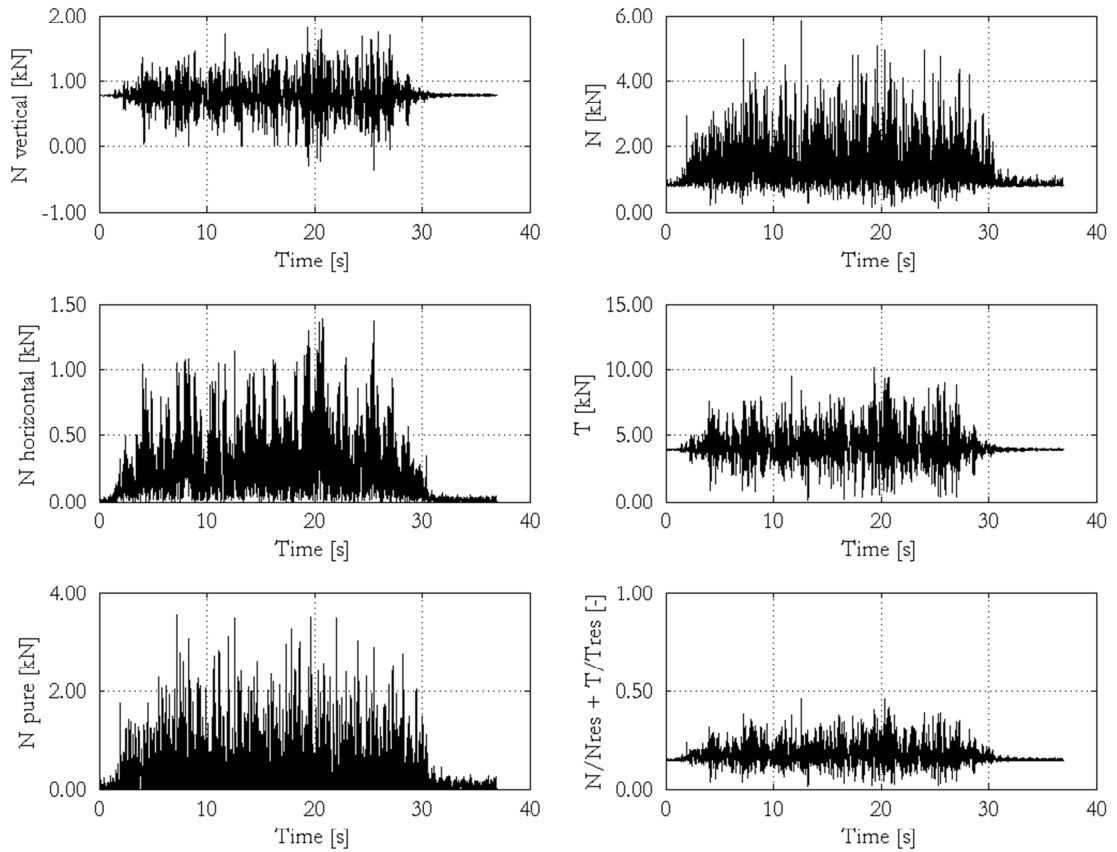 N vertical [kN]
2.00
1.00
0.00
-1.00
0 10 20 30 40
Time [s]
N [kN]
6.00
4.00
2.00
0.00
0 10 20 30 40
Time [s]
N horizontal [kN]
1.50
1.00
0.50
0.00
0 10 20 30 40
Time [s]
T [kN]
15.00
10.00
5.00
0.00
0 10 20 30 40
Time [s]
N pure [kN]
4.00
2.00
0.00
0 10 20 30 40
Time [s]
N/Nres + T/Tres [-]
1.00
0.50
0.00
0 10 20 30 40
Time [s]